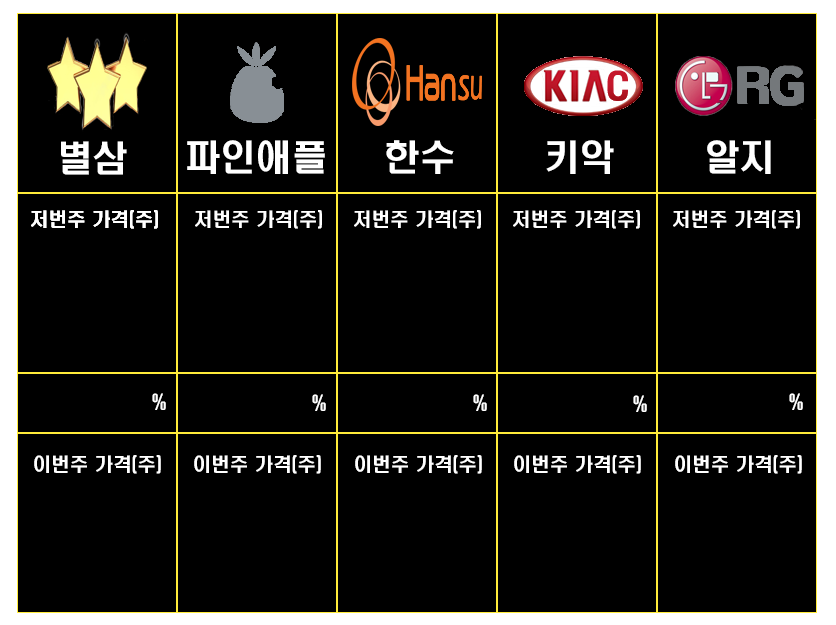 Hansu
KIAC
RG
별삼 파인애플 한수 키악 알지
저번주 가격(주) 저번주 가격(주) 저번주 가격(주) 저번주 가격(주) 저번주 가격(주)
% % % % %
이번주 가격(주) 이번주 가격(주) 이번주 가격(주) 이번주 가격(주) 이번주 가격(주)